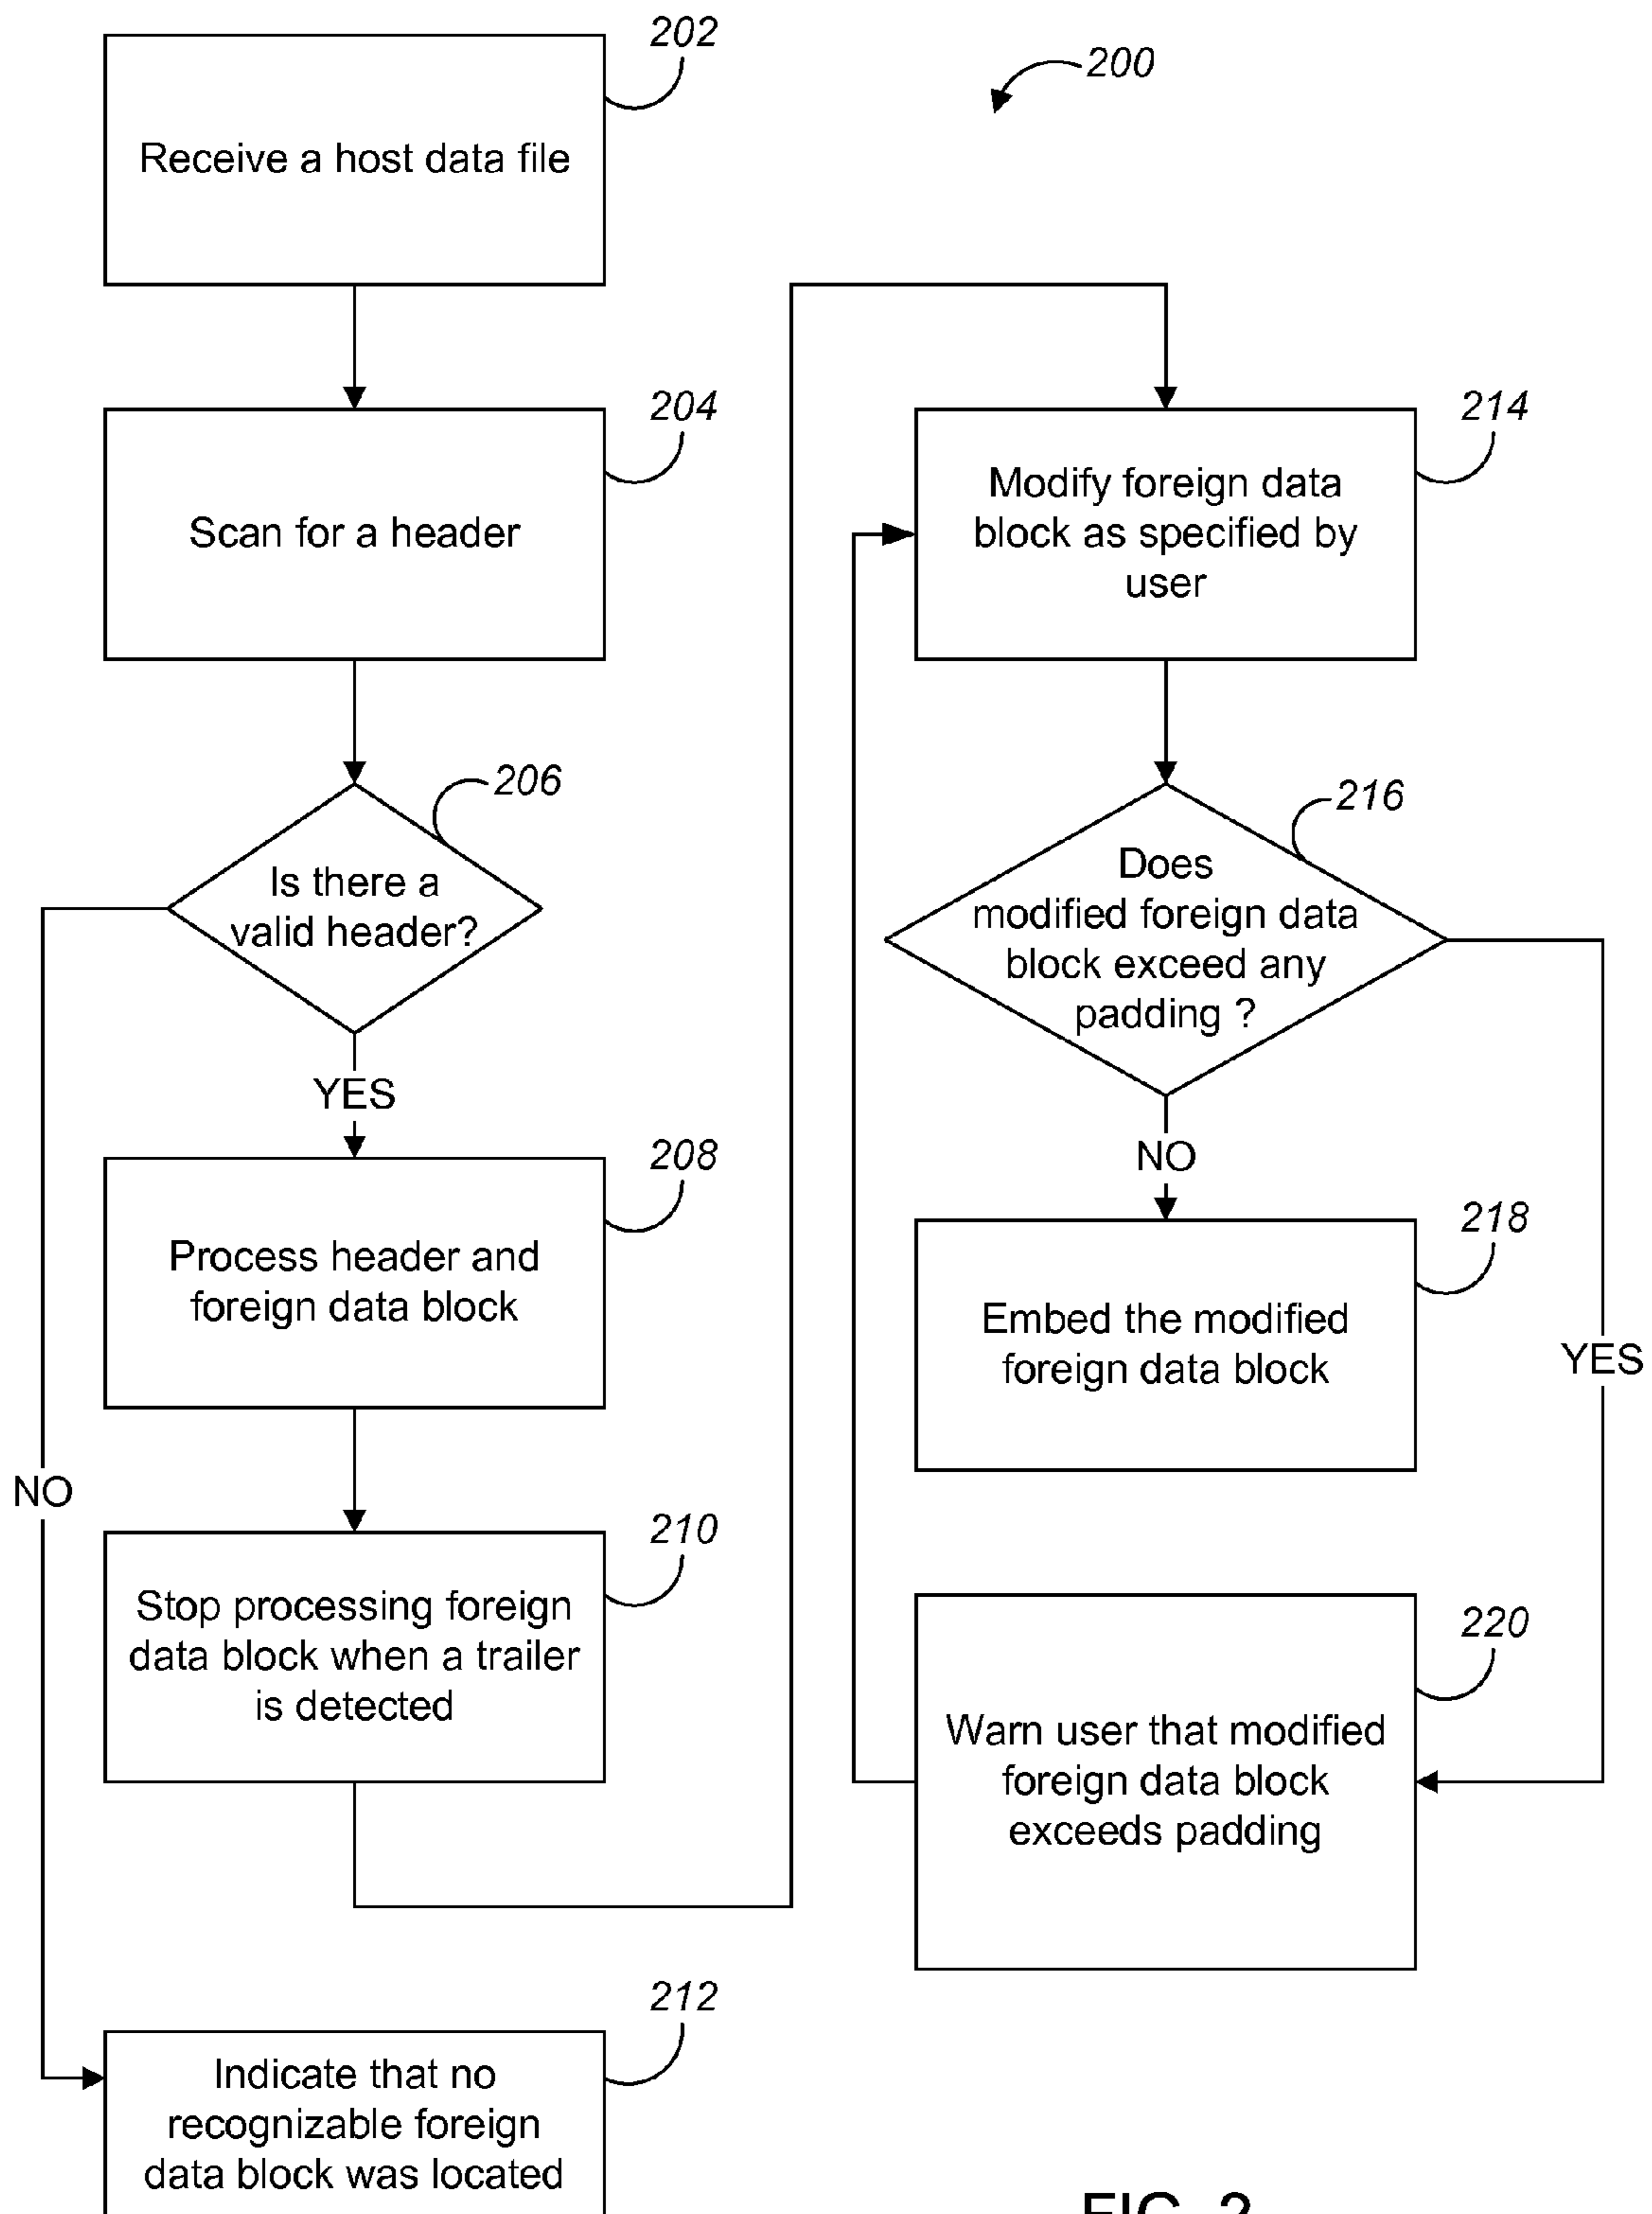 202
Receive a host data file
200
204
Scan for a header
206
Is there a
valid header?
YES
NO
208
Process header and
foreign data block
210
Stop processing foreign
data block when a trailer
is detected
212
Indicate that no
recognizable foreign
data block was located
214
Modify foreign data
block as specified by
user
216
Does
modified foreign data
block exceed any
padding ?
NO
YES
218
Embed the modified
foreign data block
220
Warn user that modified
foreign data block
exceeds padding
FIG. 2